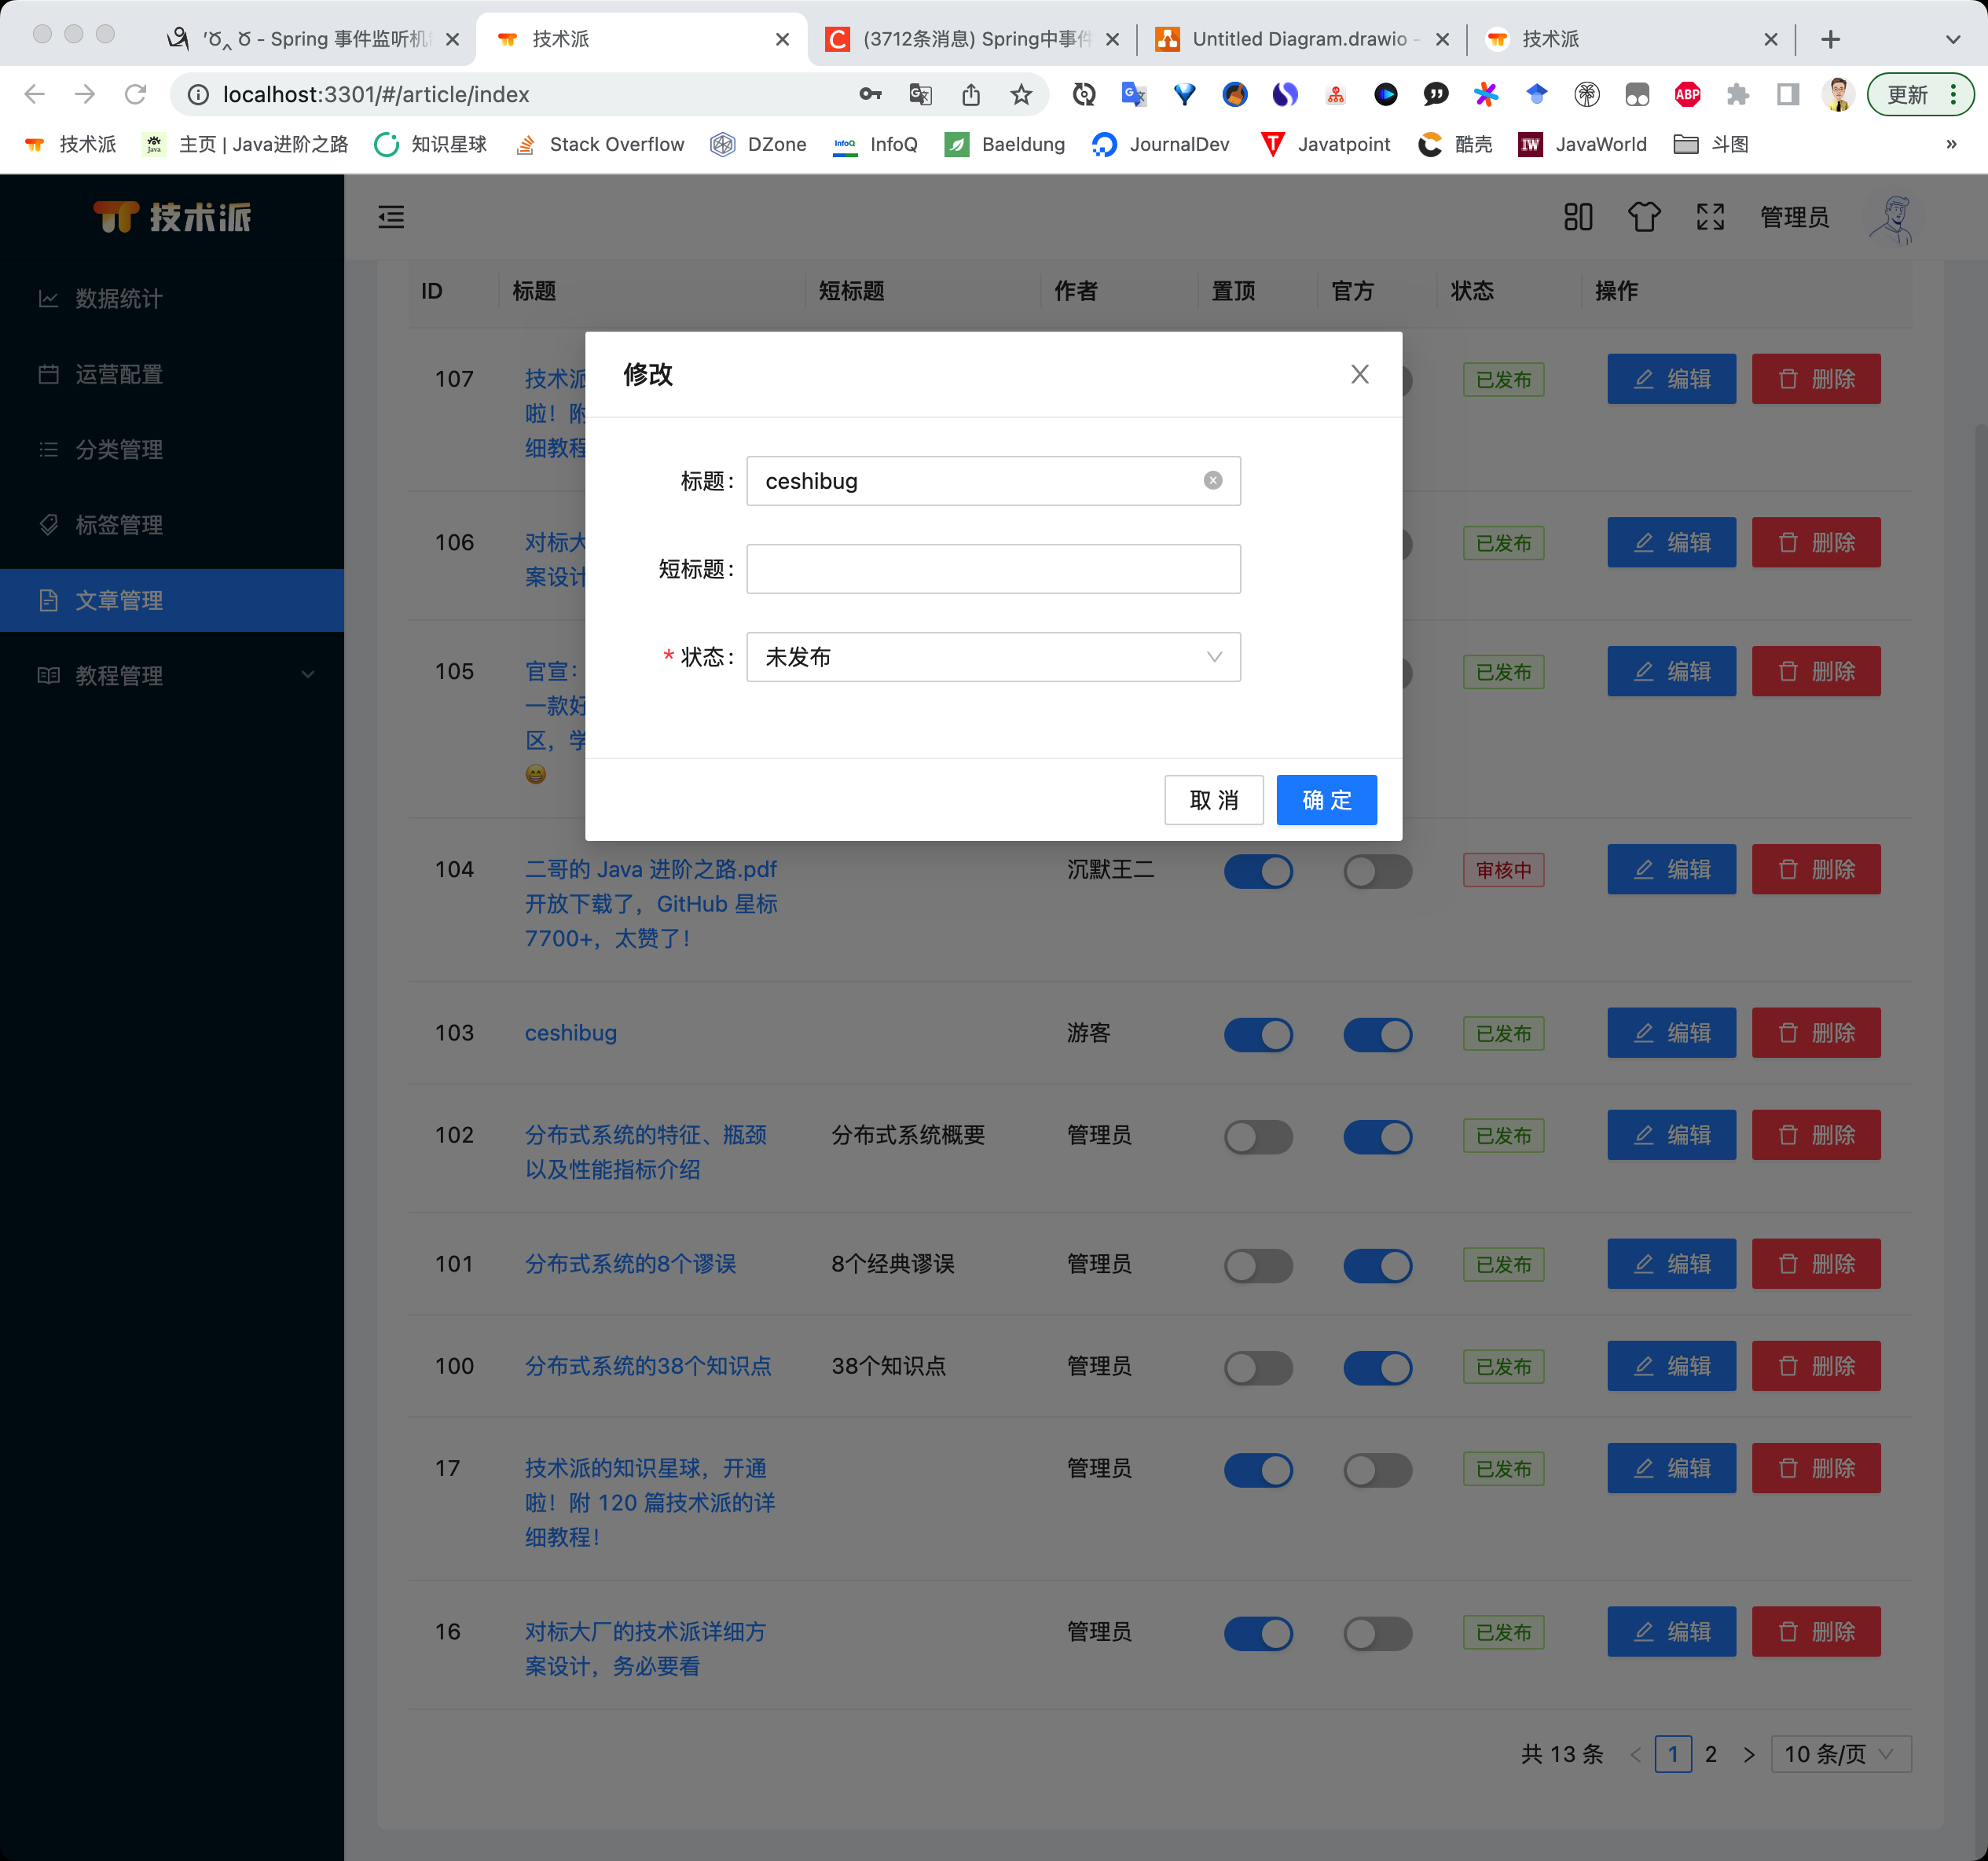 ʻ'ŏ‸ ŏ - Spring 事件监听机
技术派
(3712条消息) Spring中事件
Untitled Diagram.drawio -
技术派
localhost:3301/#/article/index
ABP
更新
技术派
主页 | Java进阶之路
知识星球
Stack Overflow
DZone
InfoQ
InfoQ
Baeldung
JournalDev
Javatpoint
酷壳
JavaWorld
斗图
»
技术派
管理员
数据统计
运营配置
分类管理
标签管理
文章管理
教程管理
ID
标题
短标题
作者
置顶
官方
状态
操作
107
技术派
啦！附
细教程
已发布
编辑
删除
106
对标大
案设计
已发布
编辑
删除
105
官宣：
一款好
区，学
😁
已发布
编辑
删除
修改
标题：
ceshibug
短标题：
* 状态：
未发布
取 消
确 定
104
二哥的 Java 进阶之路.pdf
开放下载了，GitHub 星标
7700+，太赞了！
沉默王二
审核中
编辑
删除
103
ceshibug
游客
已发布
编辑
删除
102
分布式系统的特征、瓶颈
以及性能指标介绍
分布式系统概要
管理员
已发布
编辑
删除
101
分布式系统的8个谬误
8个经典谬误
管理员
已发布
编辑
删除
100
分布式系统的38个知识点
38个知识点
管理员
已发布
编辑
删除
17
技术派的知识星球，开通
啦！附 120 篇技术派的详
细教程！
管理员
已发布
编辑
删除
16
对标大厂的技术派详细方
案设计，务必要看
管理员
已发布
编辑
删除
共 13 条
1
2
10 条/页